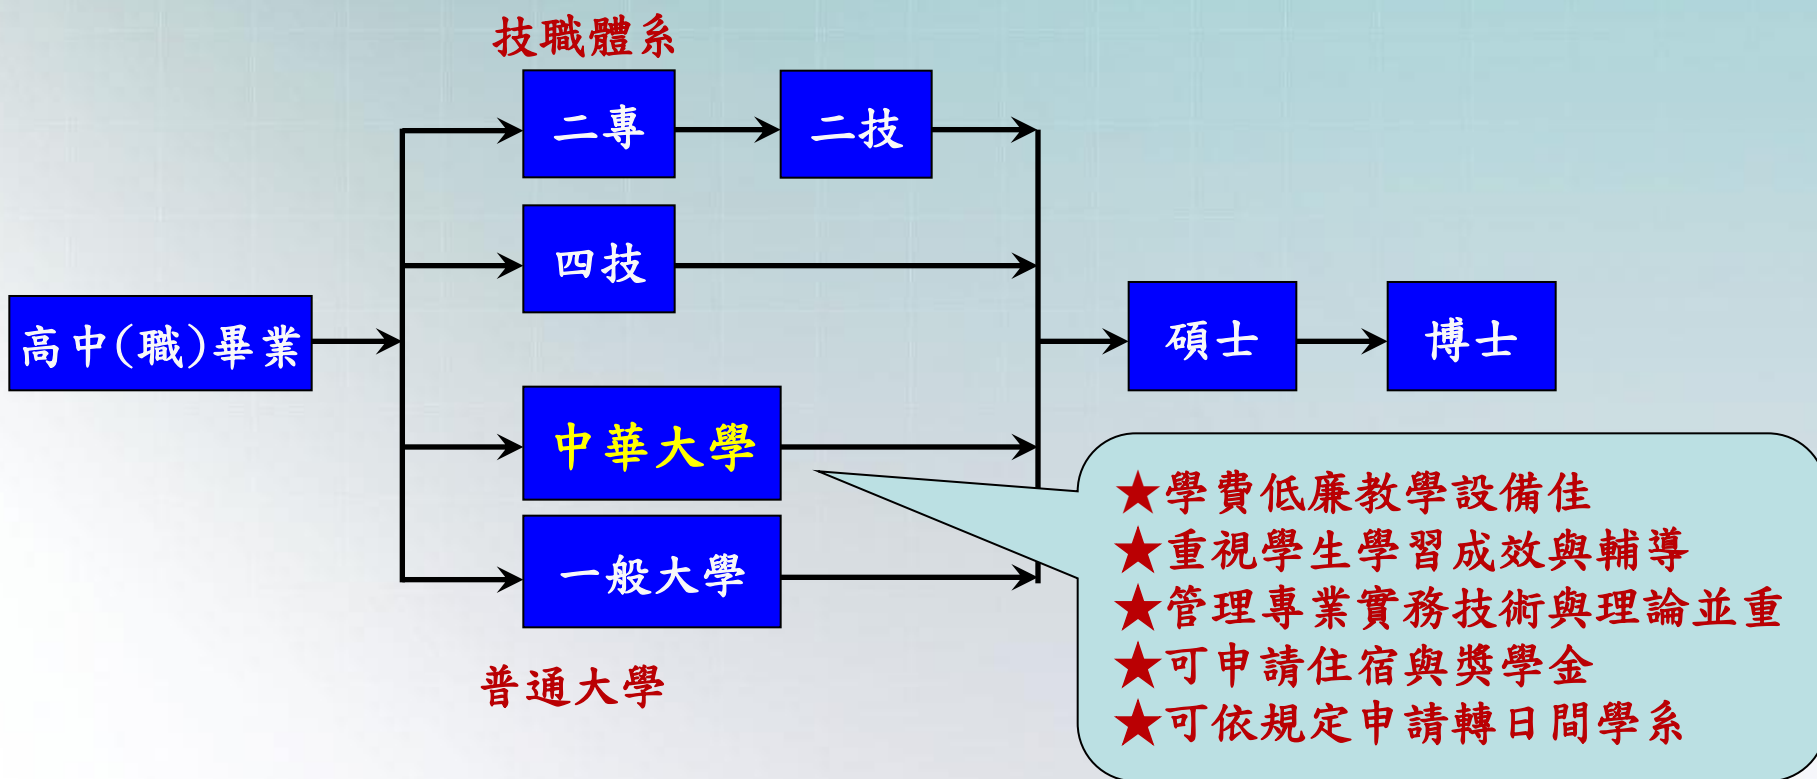 技職體系
二專
二技
四技
高中(職)畢業
碩士
博士
中華大學
一般大學
普通大學
★學費低廉教學設備佳
★重視學生學習成效與輔導
★管理專業實務技術與理論並重
★可申請住宿與獎學金
★可依規定申請轉日間學系